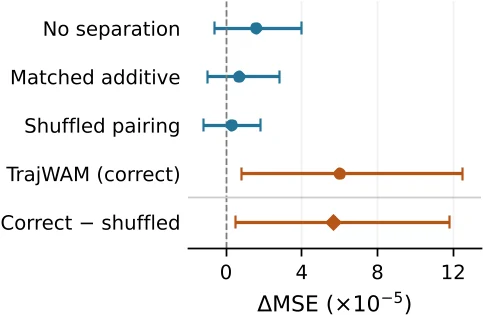 No separation
Matched additive
Shuffled pairing
TrajWAM (correct)
Correct − shuffled
0 4 8 12
ΔMSE (×10⁻⁵)